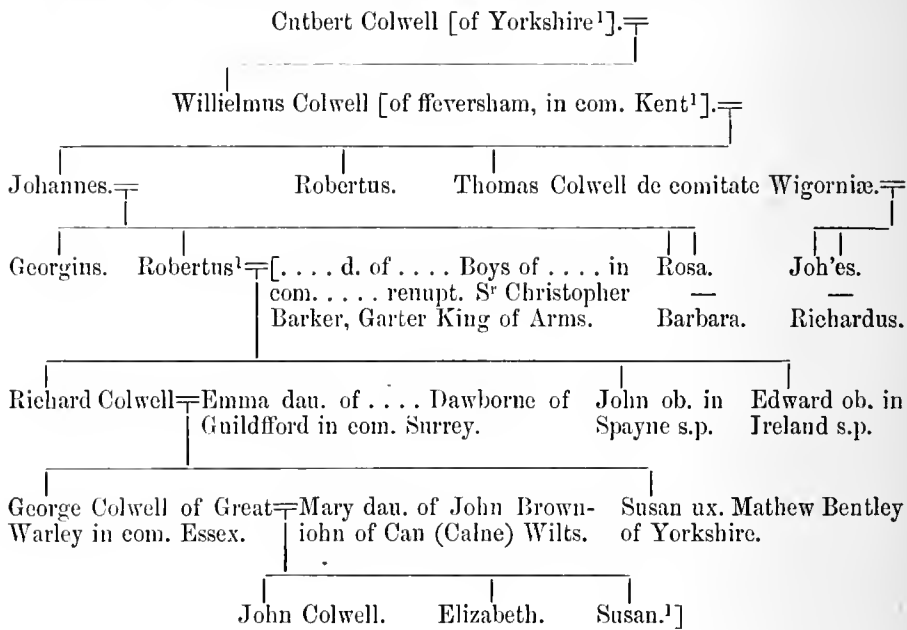 Cutbert Colwell [of Yorkshire¹].
Willielmus Colwell [of ffeversham, in com. Kent¹].
Johannes. Robertus. Thomas Colwell de comitate Wigorniæ.
Georgius. Robertus¹ [. . . . d. of . . . . Boys of . . . . in Rosa. Joh'es.
com. . . . . renupt. Sʳ Christopher — —
Barker, Garter King of Arms. Barbara. Richardus.
Richard Colwell Emma dau. of . . . . Dawborne of John ob. in Edward ob. in
Guildfford in com. Surrey. Spayne s.p. Ireland s.p.
George Colwell of Great Mary dau. of John Brown- Susan ux. Mathew Bentley
Warley in com. Essex. iohn of Can (Calne) Wilts. of Yorkshire.
John Colwell. Elizabeth. Susan.¹]